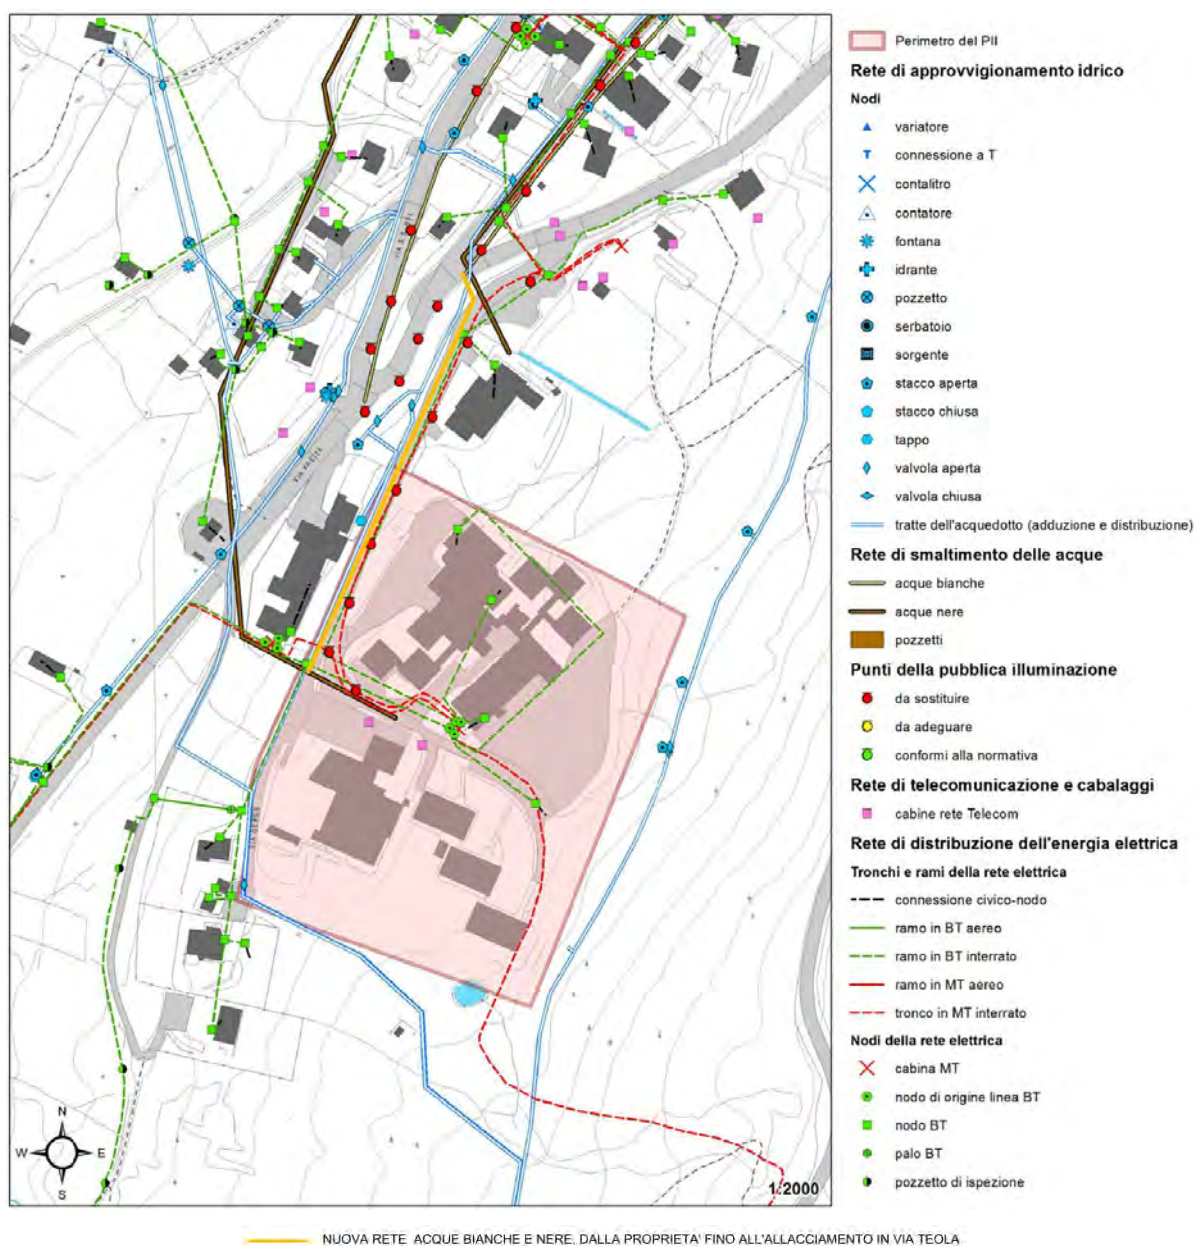 Perimetro del PII
Rete di approvvigionamento idrico
Nodi
variatore
connessione a T
contalitro
contatore
fontana
idrante
pozzetto
serbatoio
sorgente
stacco aperta
stacco chiusa
tappo
valvola aperta
valvola chiusa
tratte dell'acquedotto (adduzione e distribuzione)
Rete di smaltimento delle acque
acque bianche
acque nere
pozzetti
Punti della pubblica illuminazione
da sostituire
da adeguare
conformi alla normativa
Rete di telecomunicazione e cabalaggi
cabine rete Telecom
Rete di distribuzione dell'energia elettrica
Tronchi e rami della rete elettrica
connessione civico-nodo
ramo in BT aereo
ramo in BT interrato
ramo in MT aereo
tronco in MT interrato
Nodi della rete elettrica
cabina MT
nodo di origine linea BT
nodo BT
palo BT
pozzetto di ispezione
N
W E
S
1:2000
NUOVA RETE ACQUE BIANCHE E NERE, DALLA PROPRIETA' FINO ALL'ALLACCIAMENTO IN VIA TEOLA